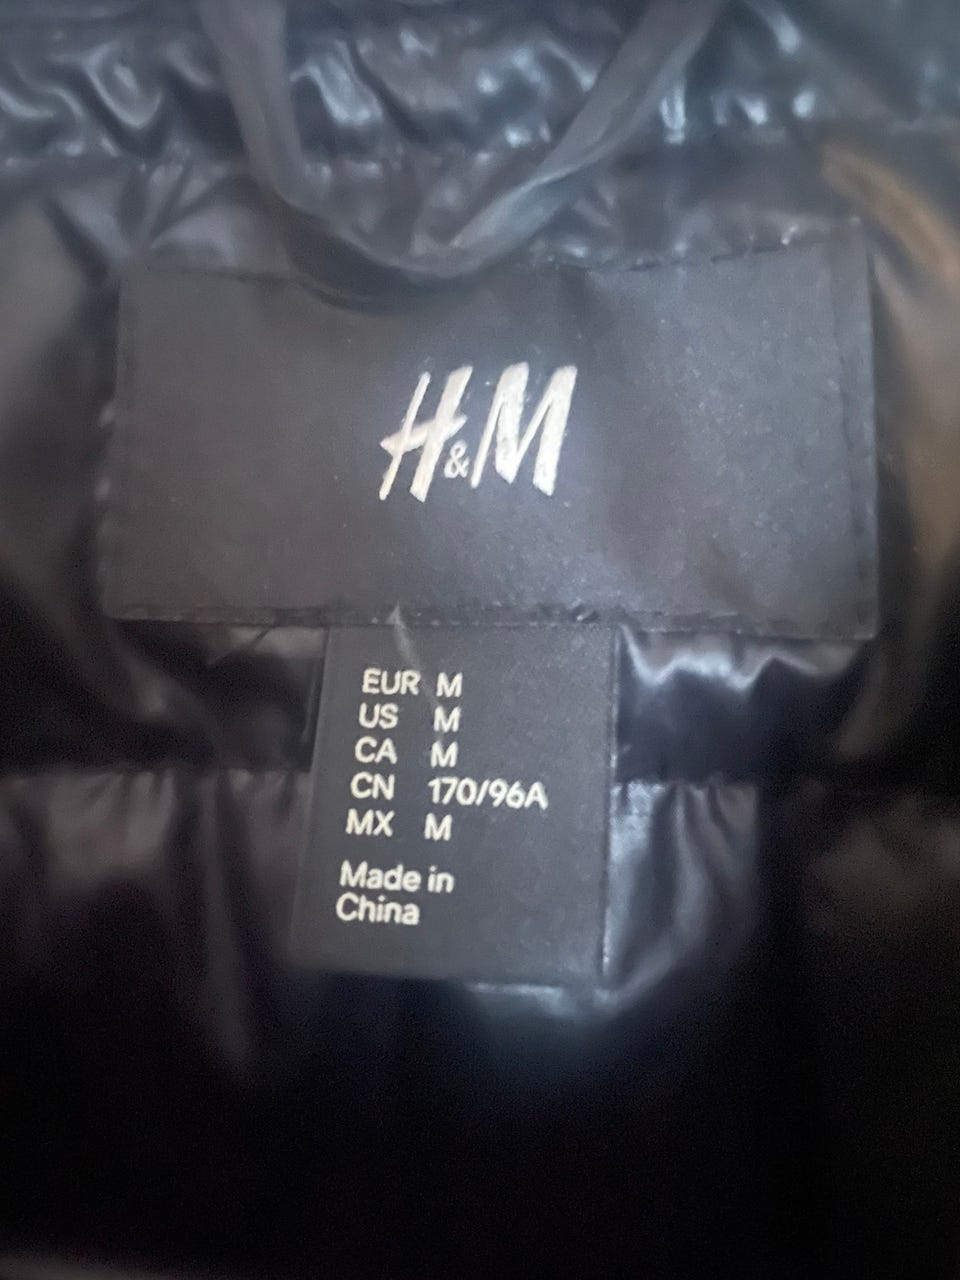 H&M
EUR M
US M
CA M
CN 170/96A
MX M
Made in
China